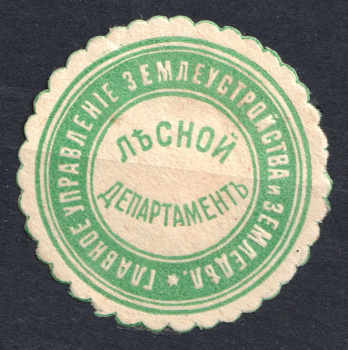 ГЛАВНОЕ УПРАВЛЕНІЕ ЗЕМЛЕУСТРОЙСТВА и ЗЕМЛЕДѢЛ.
ЛѢСНОЙ
ДЕПАРТАМЕНТЪ